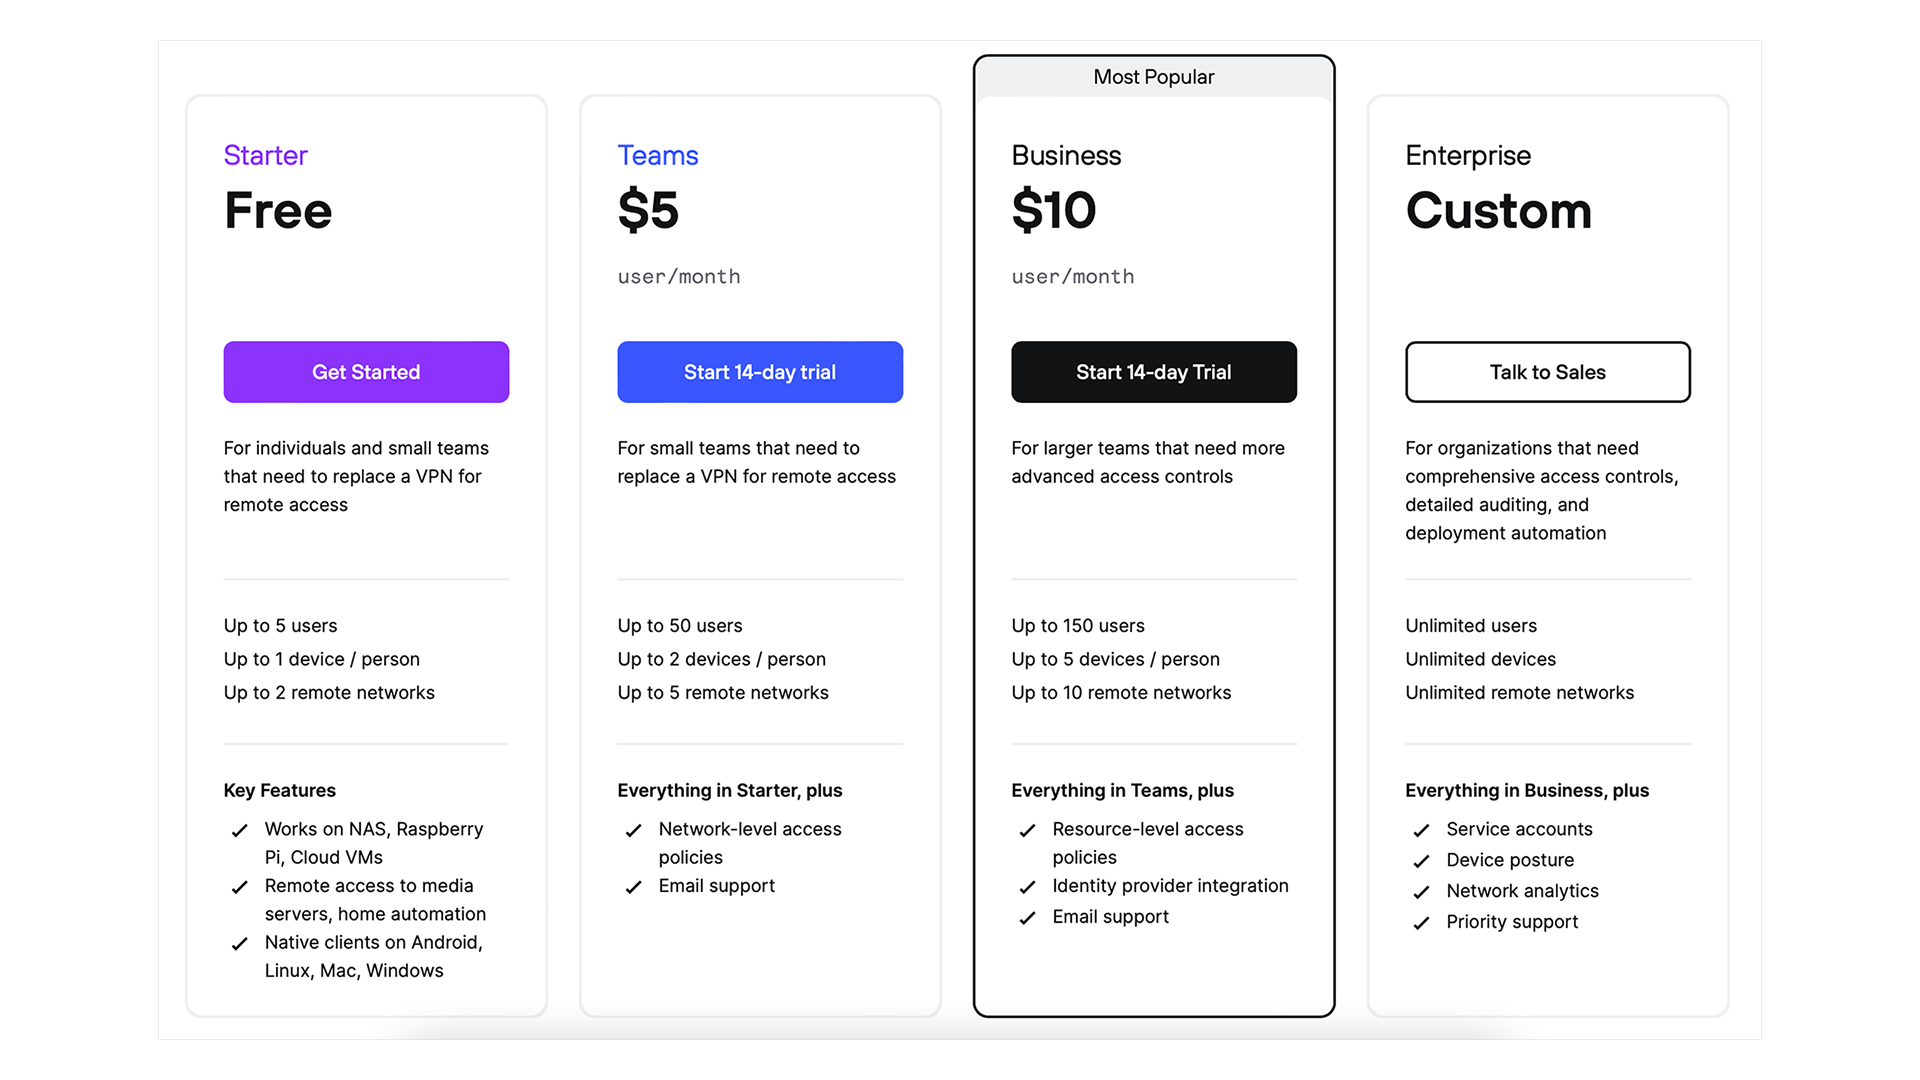 Starter
Free
Get Started
For individuals and small teams
that need to replace a VPN for
remote access
Up to 5 users
Up to 1 device / person
Up to 2 remote networks
Key Features
Works on NAS, Raspberry
Pi, Cloud VMs
Remote access to media
servers, home automation
Native clients on Android,
Linux, Mac, Windows
Teams
$5
user/month
Start 14-day trial
For small teams that need to
replace a VPN for remote access
Up to 50 users
Up to 2 devices / person
Up to 5 remote networks
Everything in Starter, plus
Network-level access
policies
Email support
Most Popular
Business
$10
user/month
Start 14-day Trial
For larger teams that need more
advanced access controls
Up to 150 users
Up to 5 devices / person
Up to 10 remote networks
Everything in Teams, plus
Resource-level access
policies
Identity provider integration
Email support
Enterprise
Custom
Talk to Sales
For organizations that need
comprehensive access controls,
detailed auditing, and
deployment automation
Unlimited users
Unlimited devices
Unlimited remote networks
Everything in Business, plus
Service accounts
Device posture
Network analytics
Priority support